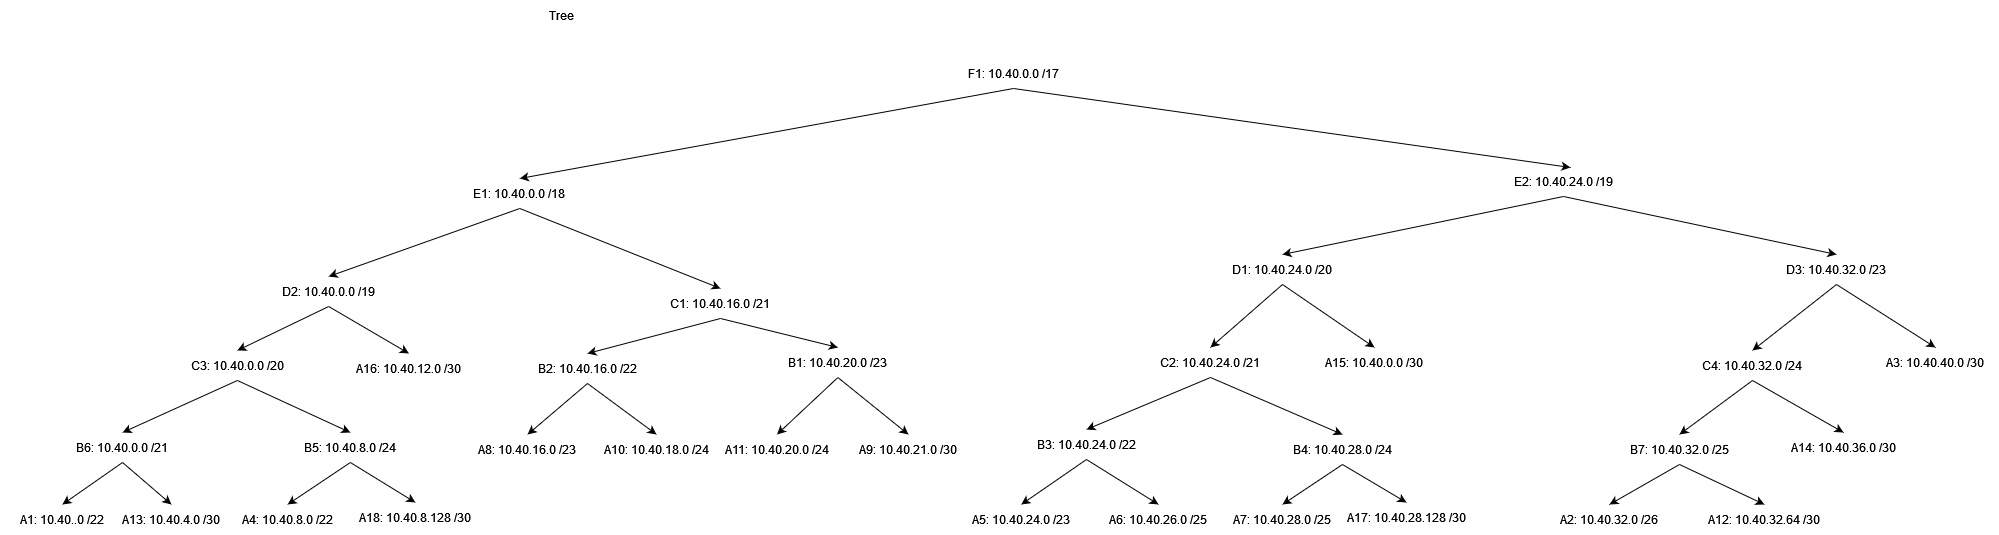 Tree
F1: 10.40.0.0 /17
E1: 10.40.0.0 /18
E2: 10.40.24.0 /19
D2: 10.40.0.0 /19
C1: 10.40.16.0 /21
D1: 10.40.24.0 /20
D3: 10.40.32.0 /23
C3: 10.40.0.0 /20
A16: 10.40.12.0 /30
B2: 10.40.16.0 /22
B1: 10.40.20.0 /23
C2: 10.40.24.0 /21
A15: 10.40.0.0 /30
C4: 10.40.32.0 /24
A3: 10.40.40.0 /30
B6: 10.40.0.0 /21
B5: 10.40.8.0 /24
A8: 10.40.16.0 /23
A10: 10.40.18.0 /24
A11: 10.40.20.0 /24
A9: 10.40.21.0 /30
B3: 10.40.24.0 /22
B4: 10.40.28.0 /24
B7: 10.40.32.0 /25
A14: 10.40.36.0 /30
A1: 10.40..0 /22
A13: 10.40.4.0 /30
A4: 10.40.8.0 /22
A18: 10.40.8.128 /30
A5: 10.40.24.0 /23
A6: 10.40.26.0 /25
A7: 10.40.28.0 /25
A17: 10.40.28.128 /30
A2: 10.40.32.0 /26
A12: 10.40.32.64 /30